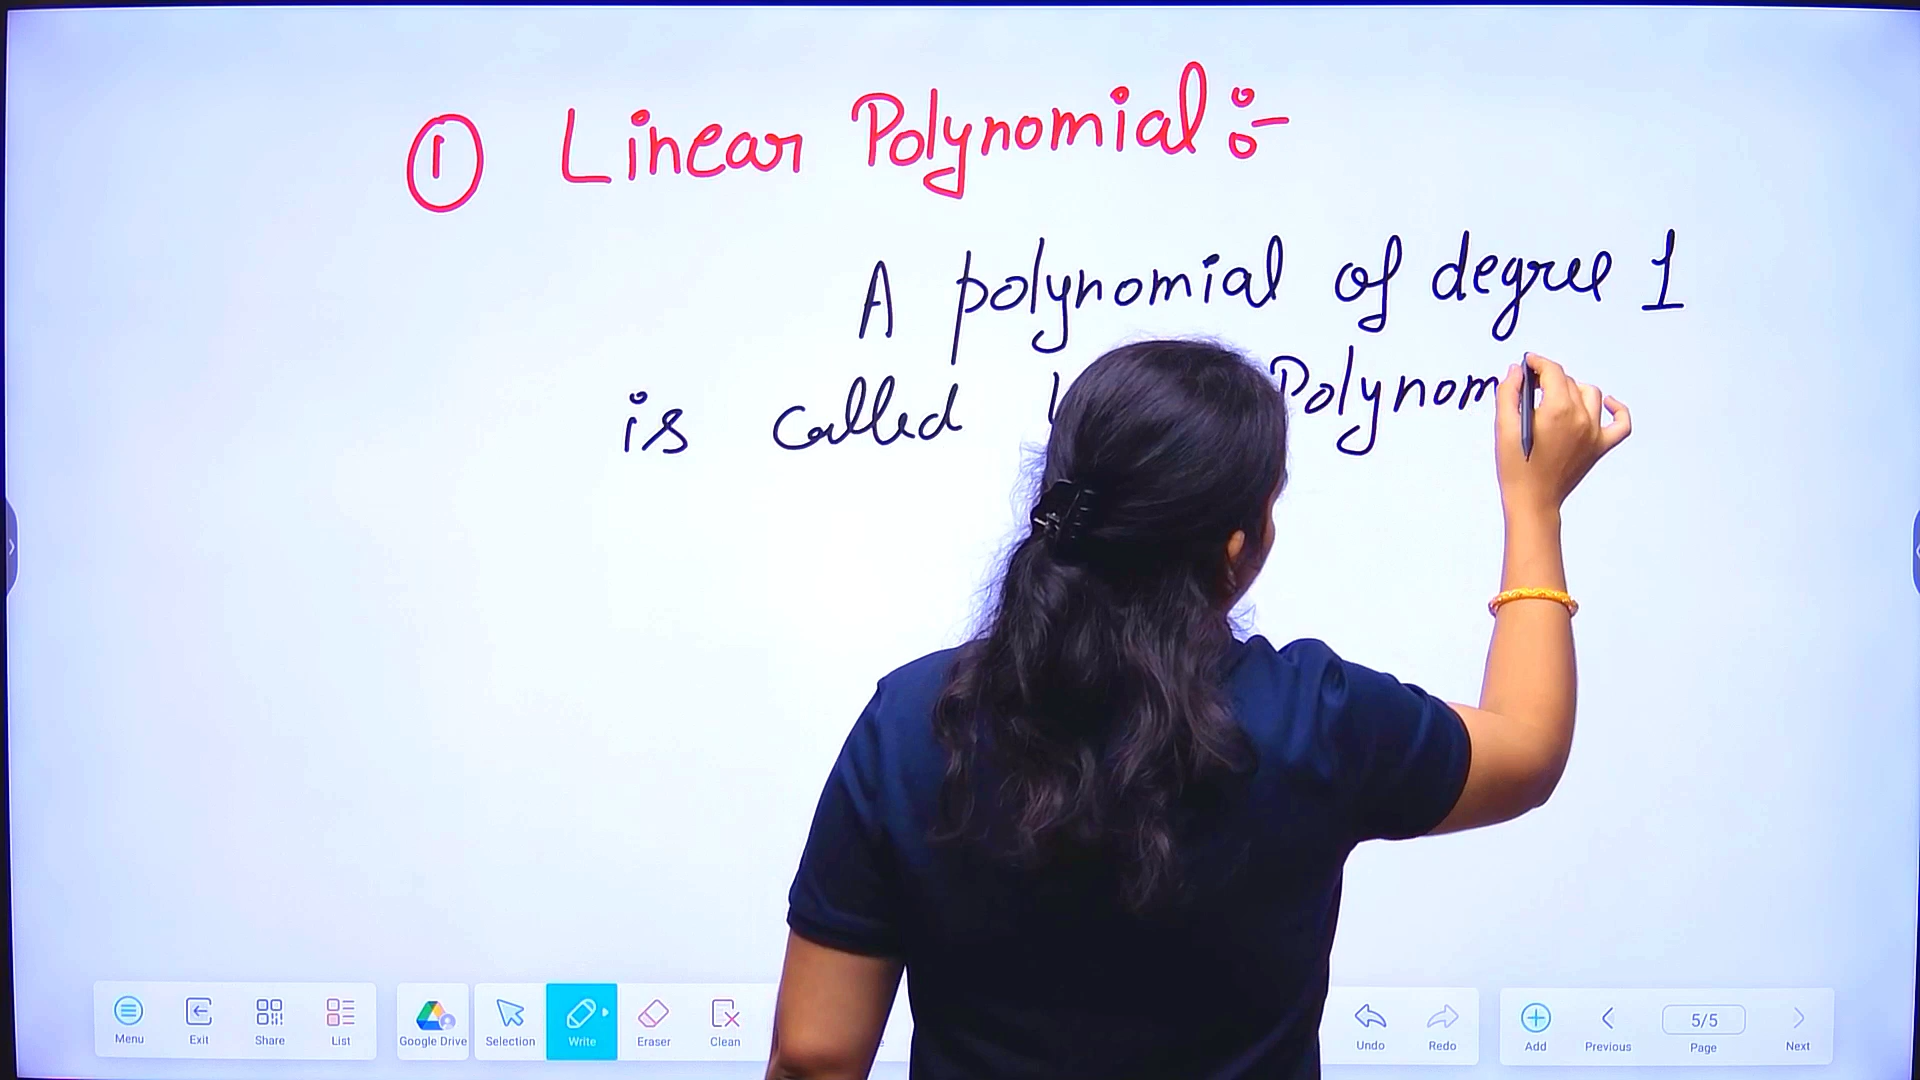 ① Linear Polynomial :-
A polynomial of degree 1
is called Polynom
Menu Exit Share List Google Drive Selection Write Eraser Clean Undo Redo Add Previous 5/5 Page Next